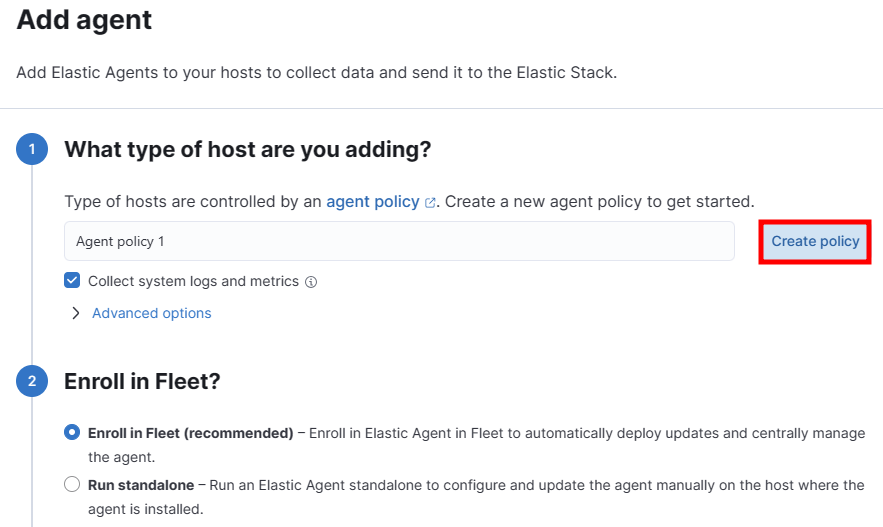 Add agent
Add Elastic Agents to your hosts to collect data and send it to the Elastic Stack.
1
What type of host are you adding?
Type of hosts are controlled by an agent policy. Create a new agent policy to get started.
Agent policy 1
Create policy
Collect system logs and metrics
Advanced options
2
Enroll in Fleet?
Enroll in Fleet (recommended) – Enroll in Elastic Agent in Fleet to automatically deploy updates and centrally manage
the agent.
Run standalone – Run an Elastic Agent standalone to configure and update the agent manually on the host where the
agent is installed.